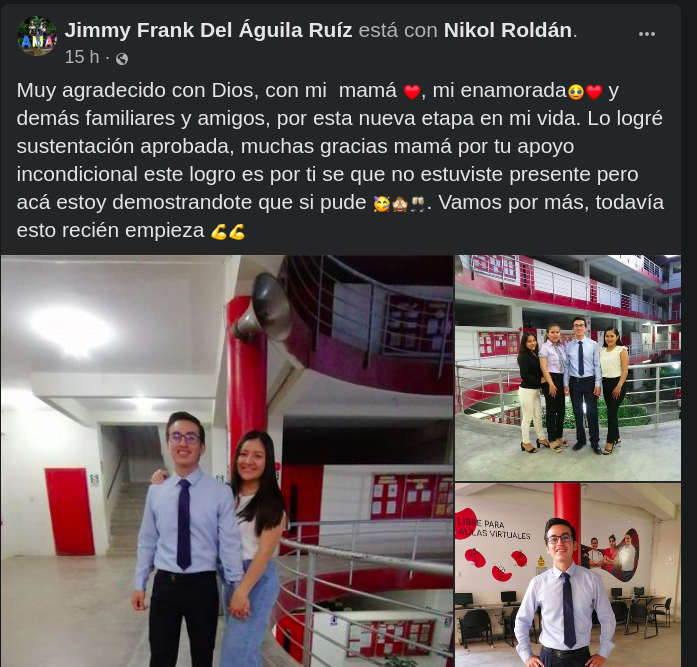 Jimmy Frank Del Águila Ruíz está con Nikol Roldán.
15 h ·
Muy agradecido con Dios, con mi mamá ❤️, mi enamorada🥹❤️ y
demás familiares y amigos, por esta nueva etapa en mi vida. Lo logré
sustentación aprobada, muchas gracias mamá por tu apoyo
incondicional este logro es por ti se que no estuviste presente pero
acá estoy demostrandote que si pude 🥳🙈🥂. Vamos por más, todavía
esto recién empieza 💪💪
AMA
LIBRE PARA
AULAS VIRTUALES